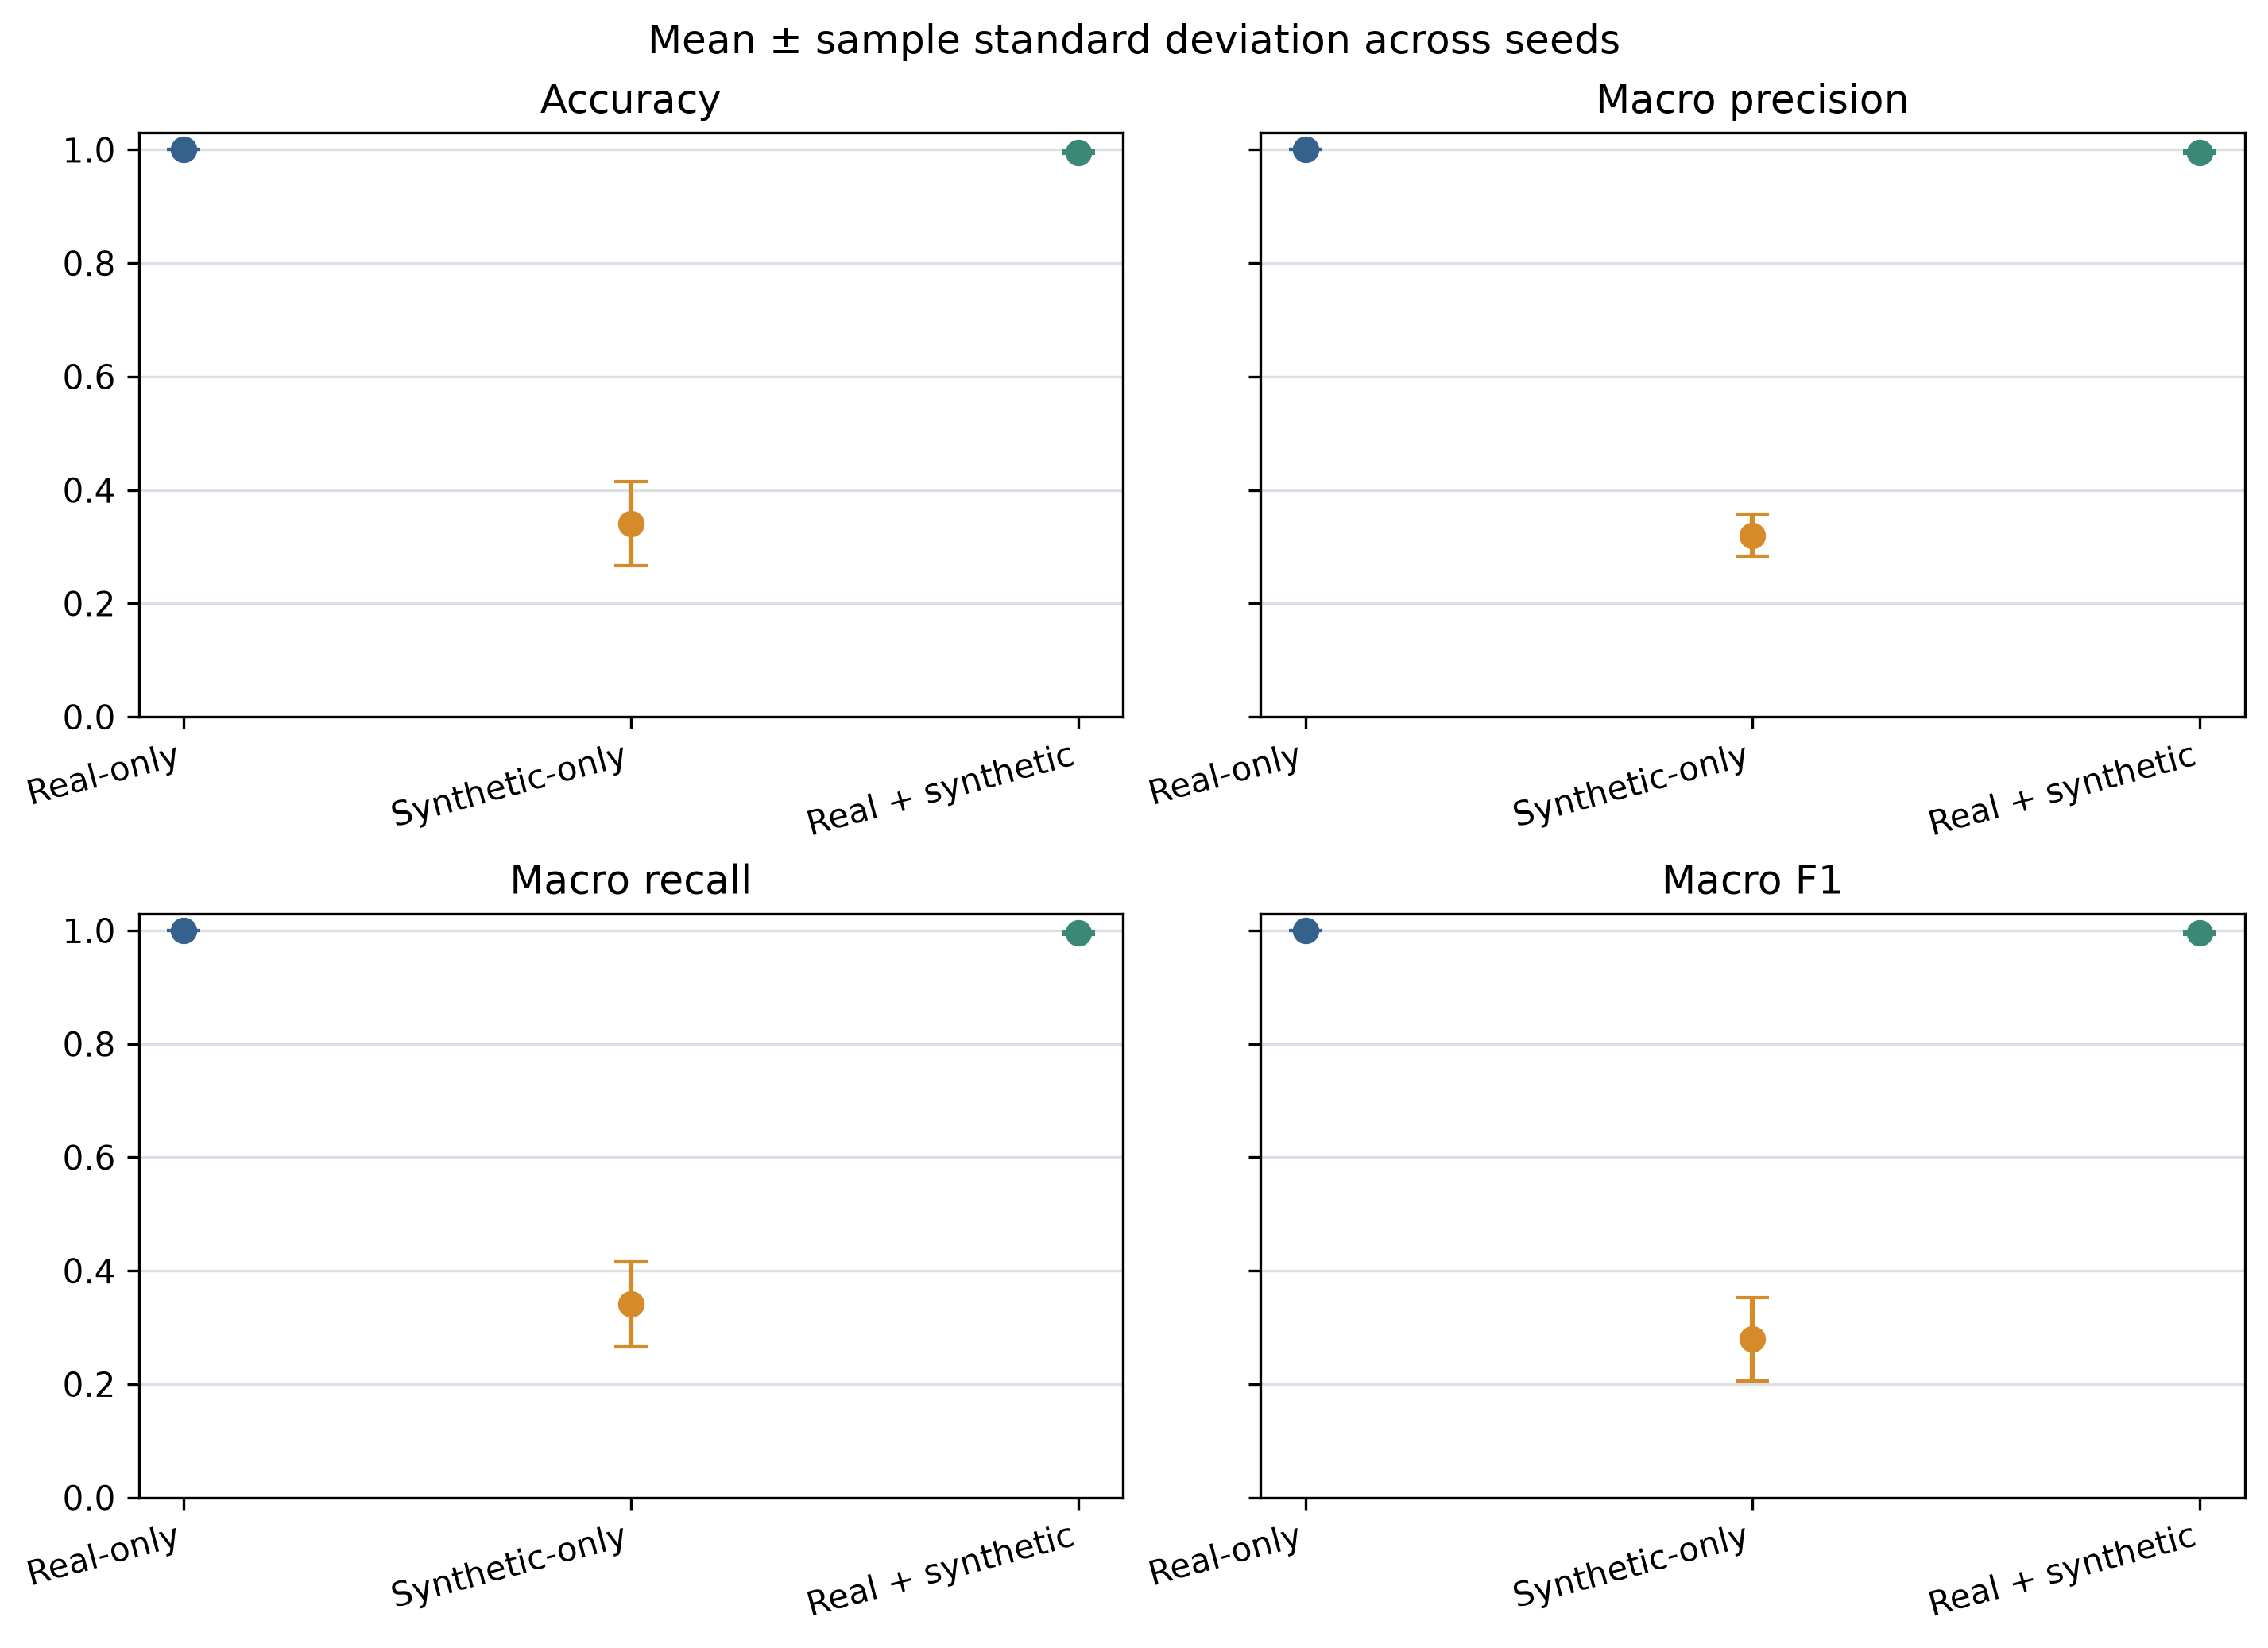 Mean ± sample standard deviation across seeds
Accuracy
1.0
0.8
0.6
0.4
0.2
0.0
Real-only
Synthetic-only
Real + synthetic
Macro precision
Real-only
Synthetic-only
Real + synthetic
Macro recall
1.0
0.8
0.6
0.4
0.2
0.0
Real-only
Synthetic-only
Real + synthetic
Macro F1
Real-only
Synthetic-only
Real + synthetic